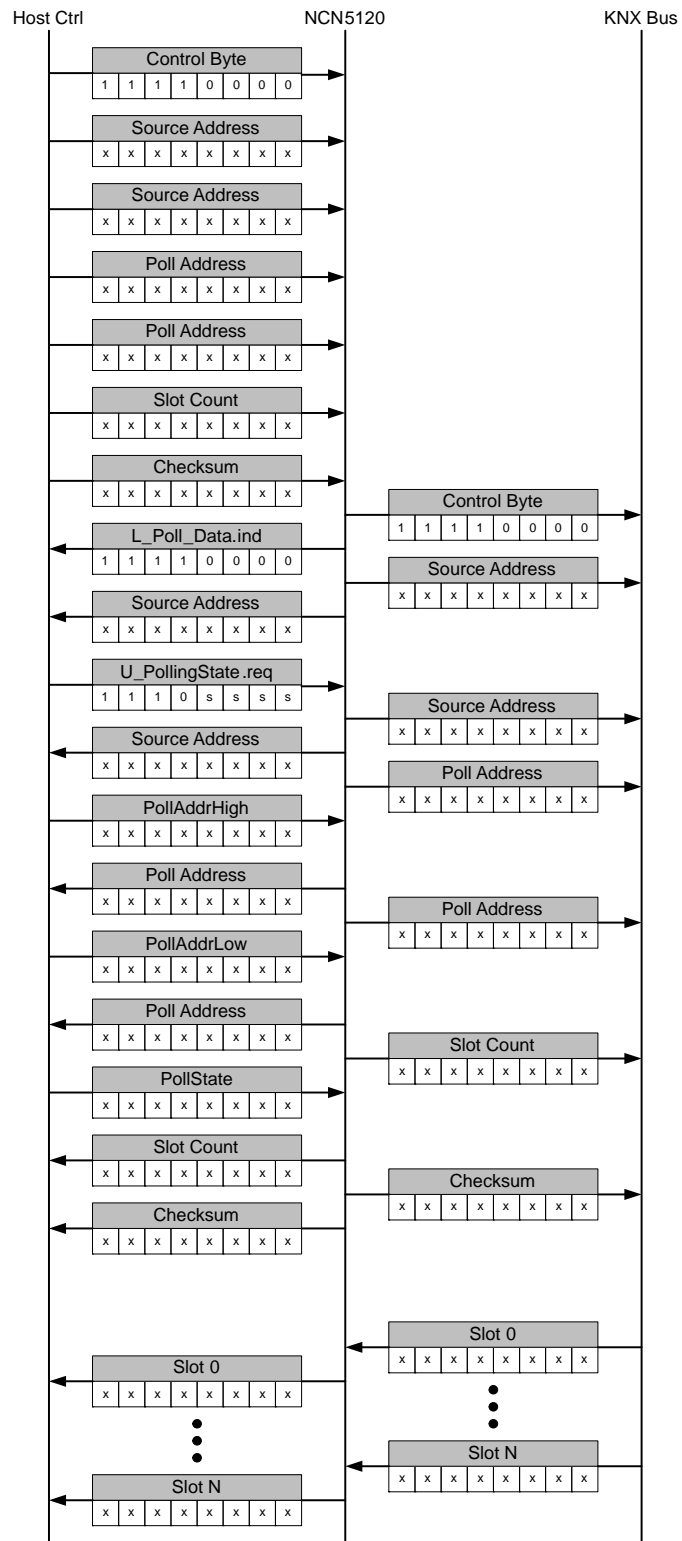 Host Ctrl NCN5120 KNX Bus
Control Byte
1 1 1 1 0 0 0 0
Source Address
x x x x x x x x
Source Address
x x x x x x x x
Poll Address
x x x x x x x x
Poll Address
x x x x x x x x
Slot Count
x x x x x x x x
Checksum
x x x x x x x x
Control Byte
1 1 1 1 0 0 0 0
L_Poll_Data.ind
1 1 1 1 0 0 0 0
Source Address
x x x x x x x x
Source Address
x x x x x x x x
U_PollingState.req
1 1 1 0 s s s s
Source Address
x x x x x x x x
Source Address
x x x x x x x x
Poll Address
x x x x x x x x
PollAddrHigh
x x x x x x x x
Poll Address
x x x x x x x x
Poll Address
x x x x x x x x
PollAddrLow
x x x x x x x x
Poll Address
x x x x x x x x
Slot Count
x x x x x x x x
PollState
x x x x x x x x
Slot Count
x x x x x x x x
Checksum
x x x x x x x x
Checksum
x x x x x x x x
Slot 0
x x x x x x x x
Slot 0
x x x x x x x x
Slot N
x x x x x x x x
Slot N
x x x x x x x x